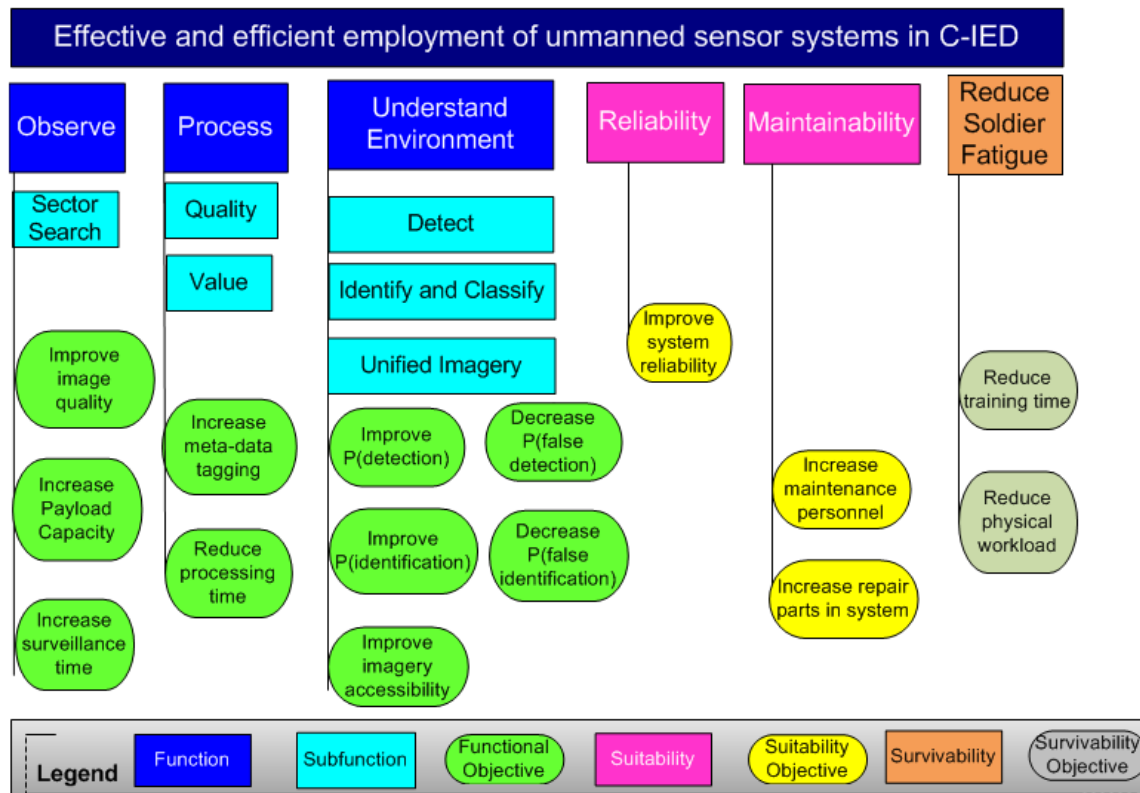 Effective and efficient employment of unmanned sensor systems in C-IED
Observe
Sector
Search
Improve
image
quality
Increase
Payload
Capacity
Increase
surveillance
time
Process
Quality
Value
Increase
meta-data
tagging
Reduce
processing
time
Understand
Environment
Detect
Identify and Classify
Unified Imagery
Improve
P(detection)
Decrease
P(false
detection)
Improve
P(identification)
Decrease
P(false
identification)
Improve
imagery
accessibility
Reliability
Improve
system
reliability
Maintainability
Increase
maintenance
personnel
Increase repair
parts in system
Reduce
Soldier
Fatigue
Reduce
training time
Reduce
physical
workload
Legend
Function
Subfunction
Functional
Objective
Suitability
Suitability
Objective
Survivability
Survivability
Objective